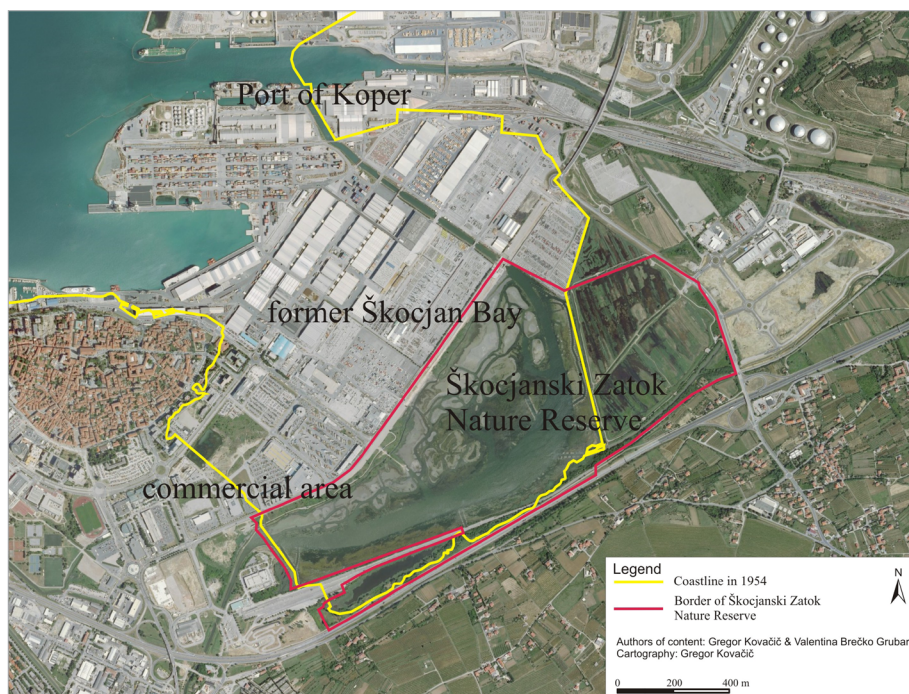 Port of Koper
former Škocjan Bay
Škocjanski Zatok
Nature Reserve
commercial area
Legend
Coastline in 1954
Border of Škocjanski Zatok
Nature Reserve
N
Authors of content: Gregor Kovačič & Valentina Brečko Grubar
Cartography: Gregor Kovačič
0 200 400 m